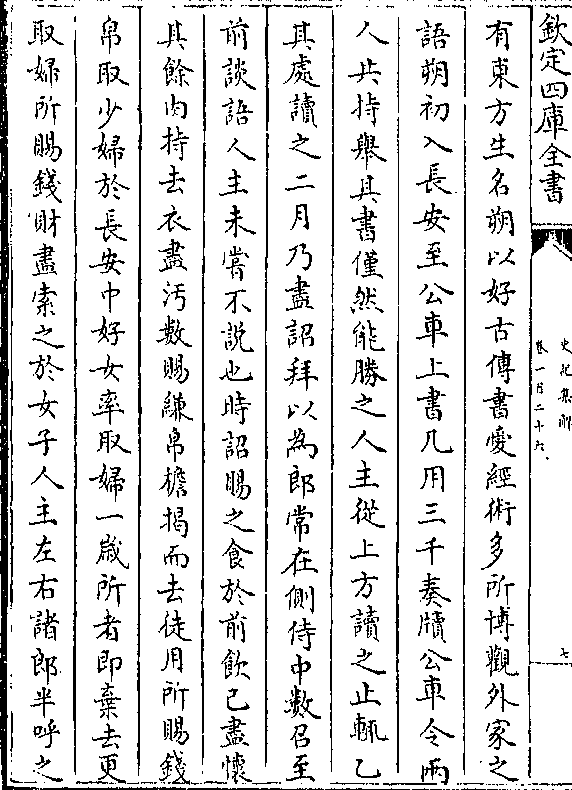 欽定四庫全書
史記集解
卷一百二十六
七
有東方生名朔以好古傳書愛經術多所博觀外家之
語朔初入長安至公車上書凡用三千奏牘公車令兩
人共持舉其書僅然能勝之人主從上方讀之止輒乙
其處讀之二月乃盡詔拜以為郎常在側侍中數召至
前談語人主未嘗不說也時詔賜之食於前飲已盡懷
其餘肉持去衣盡汚數賜縑帛檐揭而去徒用所賜錢
帛取少婦於長安中好女率取婦一歳所者即棄去更
取婦所賜錢財盡索之於女子人主左右諸郎半呼之